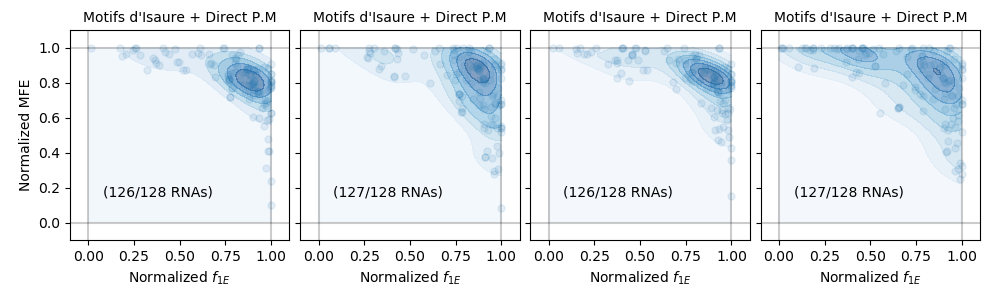 Motifs d'Isaure + Direct P.M Motifs d'Isaure + Direct P.M Motifs d'Isaure + Direct P.M Motifs d'Isaure + Direct P.M
Normalized MFE
1.0
0.8
0.6
0.4
0.2
0.0
(126/128 RNAs) (127/128 RNAs) (126/128 RNAs) (127/128 RNAs)
0.00 0.25 0.50 0.75 1.00 0.00 0.25 0.50 0.75 1.00 0.00 0.25 0.50 0.75 1.00 0.00 0.25 0.50 0.75 1.00
Normalized f1E Normalized f1E Normalized f1E Normalized f1E